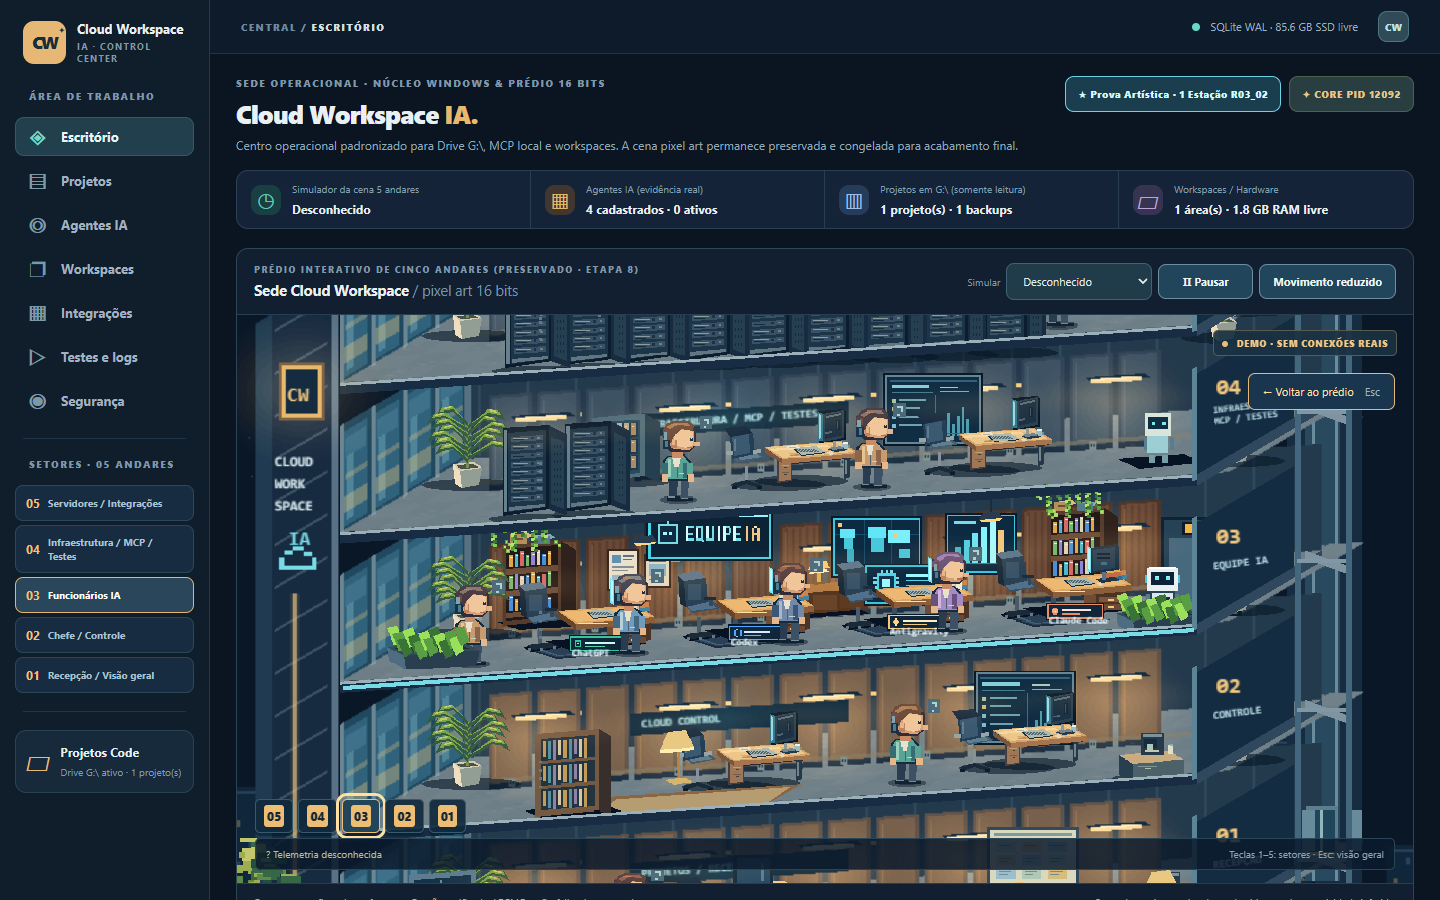 CW
Cloud Workspace
IA · CONTROL
CENTER
ÁREA DE TRABALHO
Escritório
Projetos
Agentes IA
Workspaces
Integrações
Testes e logs
Segurança
SETORES · 05 ANDARES
05 Servidores / Integrações
04 Infraestrutura / MCP /
Testes
03 Funcionários IA
02 Chefe / Controle
01 Recepção / Visão geral
Projetos Code
Drive G:\ ativo · 1 projeto(s)
CENTRAL / ESCRITÓRIO
SQLite WAL · 85.6 GB SSD livre
CW
SEDE OPERACIONAL · NÚCLEO WINDOWS & PRÉDIO 16 BITS
Cloud Workspace IA.
Centro operacional padronizado para Drive G:\, MCP local e workspaces. A cena pixel art permanece preservada e congelada para acabamento final.
★ Prova Artística · 1 Estação R03_02
✦ CORE PID 12092
Simulador da cena 5 andares
Desconhecido
Agentes IA (evidência real)
4 cadastrados · 0 ativos
Projetos em G:\ (somente leitura)
1 projeto(s) · 1 backups
Workspaces / Hardware
1 área(s) · 1.8 GB RAM livre
PRÉDIO INTERATIVO DE CINCO ANDARES (PRESERVADO · ETAPA 8)
Sede Cloud Workspace / pixel art 16 bits
Simular
Desconhecido
Pausar
Movimento reduzido
DEMO · SEM CONEXÕES REAIS
← Voltar ao prédio Esc
CW
CLOUD
WORK
SPACE
IA
/ MCP / TESTES
04
MCP / TESTES
EQUIPE IA
03
EQUIPE IA
ChatGPT
Codex
Antigravity
Claude Code
CLOUD CONTROL
02
CONTROLE
01
05
04
03
02
01
? Telemetria desconhecida
Teclas 1–5: setores · Esc: visão geral